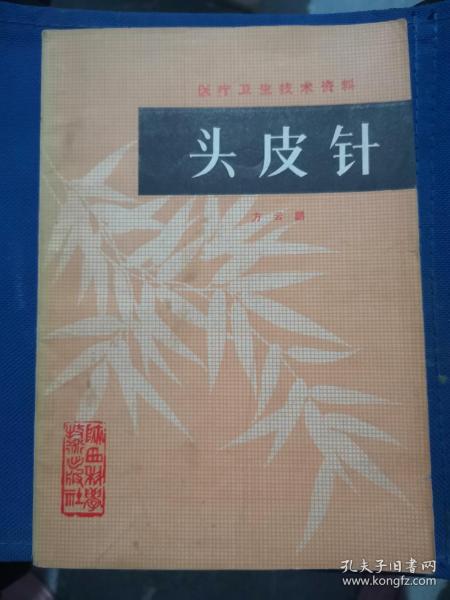 医疗卫生技术资料
头皮针
方云鹏
陕西科学
技术出版社
孔夫子旧书网
www.kongfz.com